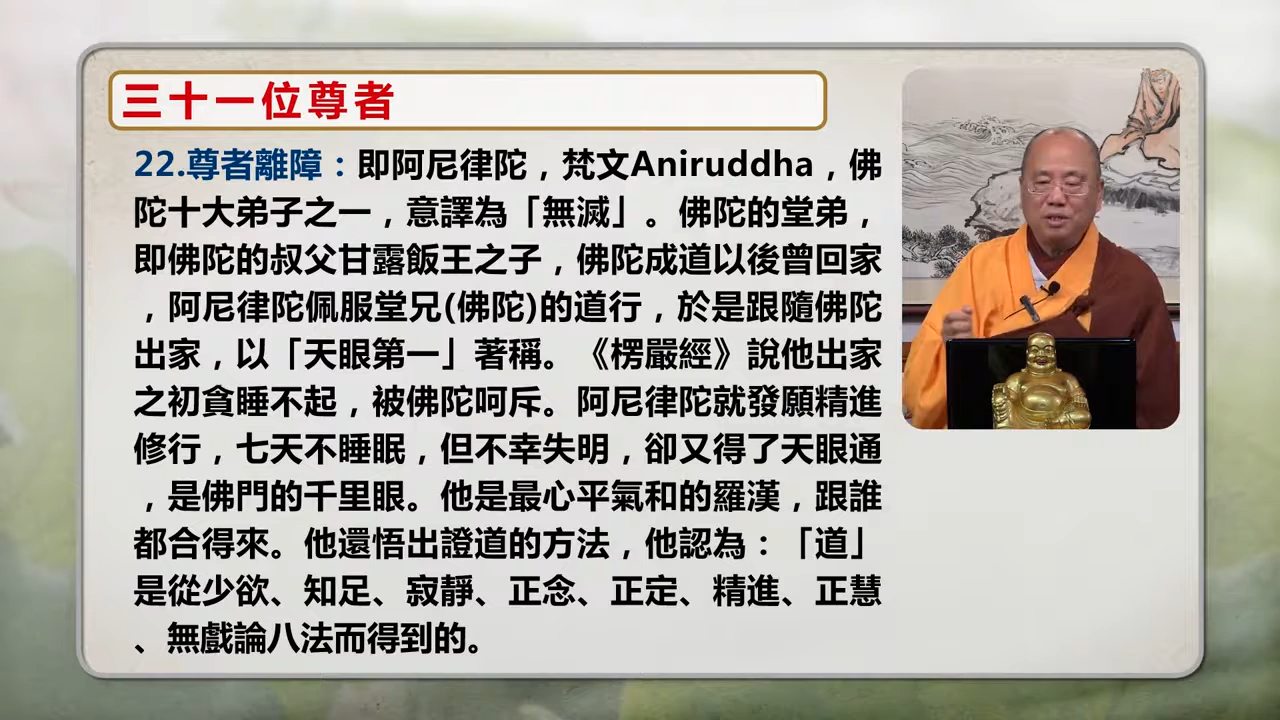 三十一位尊者
22.尊者離障：即阿尼律陀，梵文Aniruddha，佛
陀十大弟子之一，意譯為「無滅」。佛陀的堂弟，
即佛陀的叔父甘露飯王之子，佛陀成道以後曾回家
，阿尼律陀佩服堂兄(佛陀)的道行，於是跟隨佛陀
出家，以「天眼第一」著稱。《楞嚴經》說他出家
之初貪睡不起，被佛陀呵斥。阿尼律陀就發願精進
修行，七天不睡眠，但不幸失明，卻又得了天眼通
，是佛門的千里眼。他是最心平氣和的羅漢，跟誰
都合得來。他還悟出證道的方法，他認為：「道」
是從少欲、知足、寂靜、正念、正定、精進、正慧
、無戲論八法而得到的。